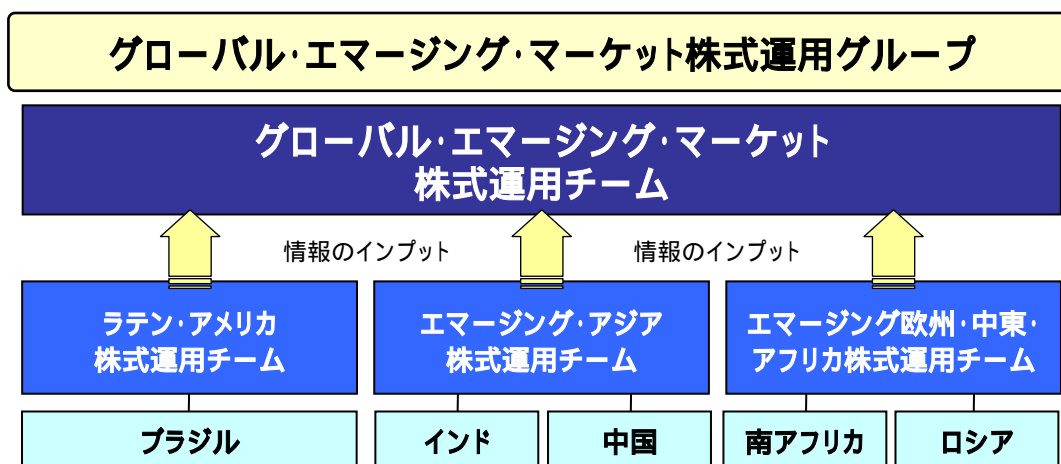 グローバル・エマージング・マーケット株式運用グループ
グローバル・エマージング・マーケット
株式運用チーム
情報のインプット
情報のインプット
ラテン・アメリカ
株式運用チーム
エマージング・アジア
株式運用チーム
エマージング欧州・中東・
アフリカ株式運用チーム
ブラジル
インド
中国
南アフリカ
ロシア